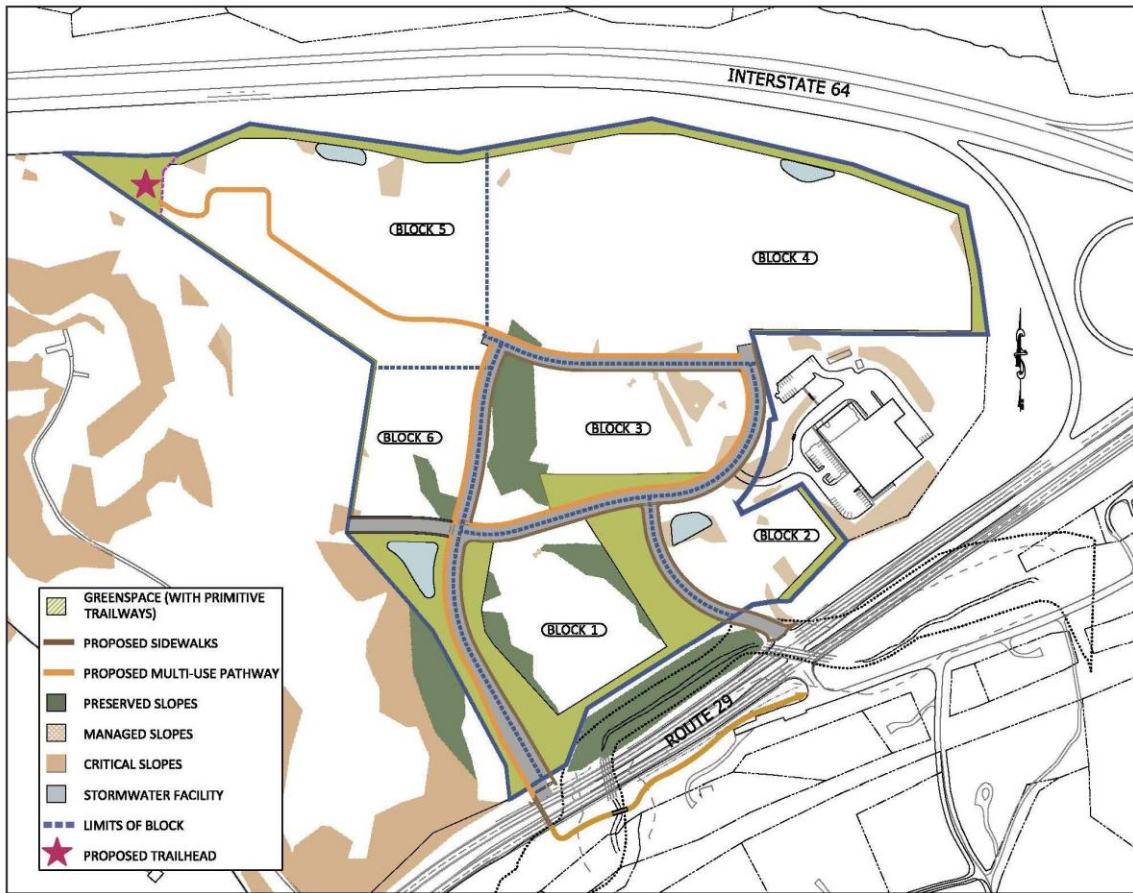 INTERSTATE 64
BLOCK 5
BLOCK 4
BLOCK 3
BLOCK 6
BLOCK 2
BLOCK 1
ROUTE 29
GREENSPACE (WITH PRIMITIVE
TRAILWAYS)
PROPOSED SIDEWALKS
PROPOSED MULTI-USE PATHWAY
PRESERVED SLOPES
MANAGED SLOPES
CRITICAL SLOPES
STORMWATER FACILITY
LIMITS OF BLOCK
PROPOSED TRAILHEAD